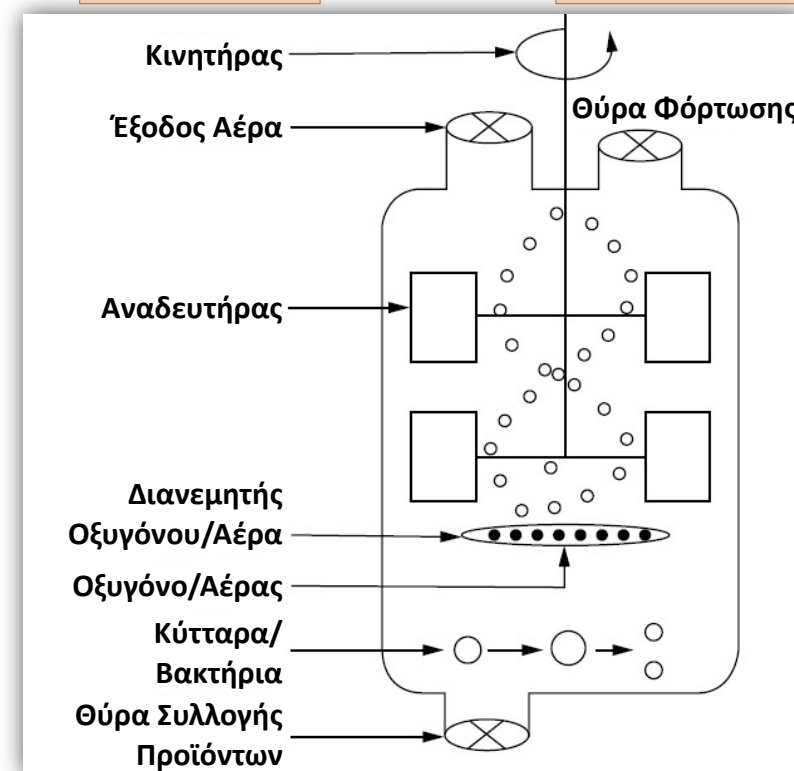 Κινητήρας
Έξοδος Αέρα
Θύρα Φόρτωσης
Αναδευτήρας
Διανεμητής
Οξυγόνου/Αέρα
Οξυγόνο/Αέρας
Κύτταρα/
Βακτήρια
Θύρα Συλλογής
Προϊόντων